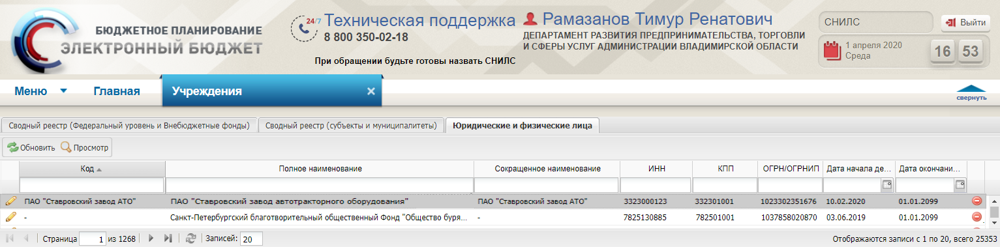 БЮДЖЕТНОЕ ПЛАНИРОВАНИЕ
ЭЛЕКТРОННЫЙ БЮДЖЕТ
24/7 Техническая поддержка
8 800 350-02-18
При обращении будьте готовы назвать СНИЛС
Рамазанов Тимур Ренатович
ДЕПАРТАМЕНТ РАЗВИТИЯ ПРЕДПРИНИМАТЕЛЬСТВА, ТОРГОВЛИ
И СФЕРЫ УСЛУГ АДМИНИСТРАЦИИ ВЛАДИМИРСКОЙ ОБЛАСТИ
СНИЛС Выйти
1 апреля 2020
Среда
16 53
Меню Главная Учреждения
свернуть
Сводный реестр (Федеральный уровень и Внебюджетные фонды) Сводный реестр (субъекты и муниципалитеты) Юридические и физические лица
Обновить Просмотр
Код Полное наименование Сокращенное наименование ИНН КПП ОГРН/ОГРНИП Дата начала де... Дата окончани...
ПАО "Ставровский завод АТО" ПАО "Ставровский завод автотракторного оборудования" ПАО "Ставровский завод АТО" 3323000123 332301001 1023302351676 10.02.2020 01.01.2099
- Санкт-Петербургский благотворительный общественный Фонд "Общество буря... - 7825130885 782501001 1037858020870 03.06.2019 01.01.2099
Страница 1 из 1268 Записей: 20 Отображаются записи с 1 по 20, всего 25353